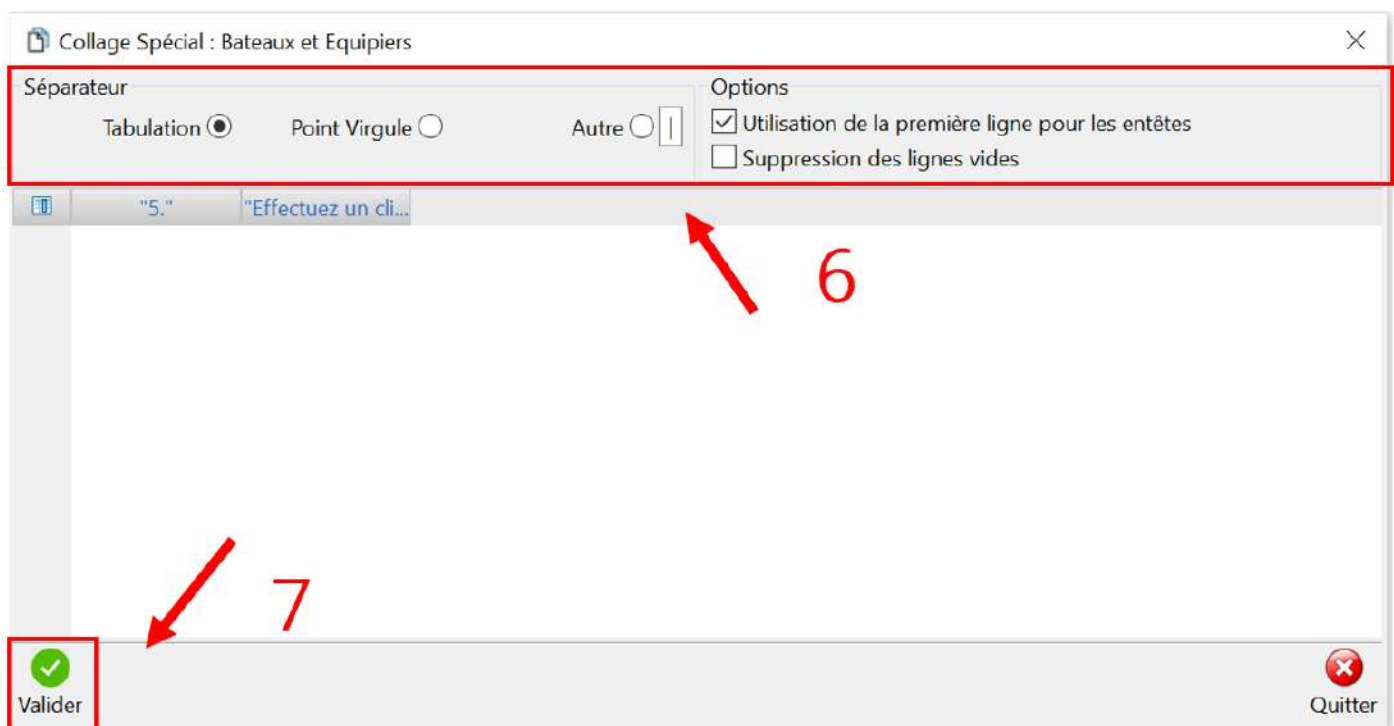 Collage Spécial : Bateaux et Equipiers
Séparateur
Options
Tabulation Point Virgule Autre |
Utilisation de la première ligne pour les entêtes
Suppression des lignes vides
"5." "Effectuez un cli...
6
7
Valider
Quitter